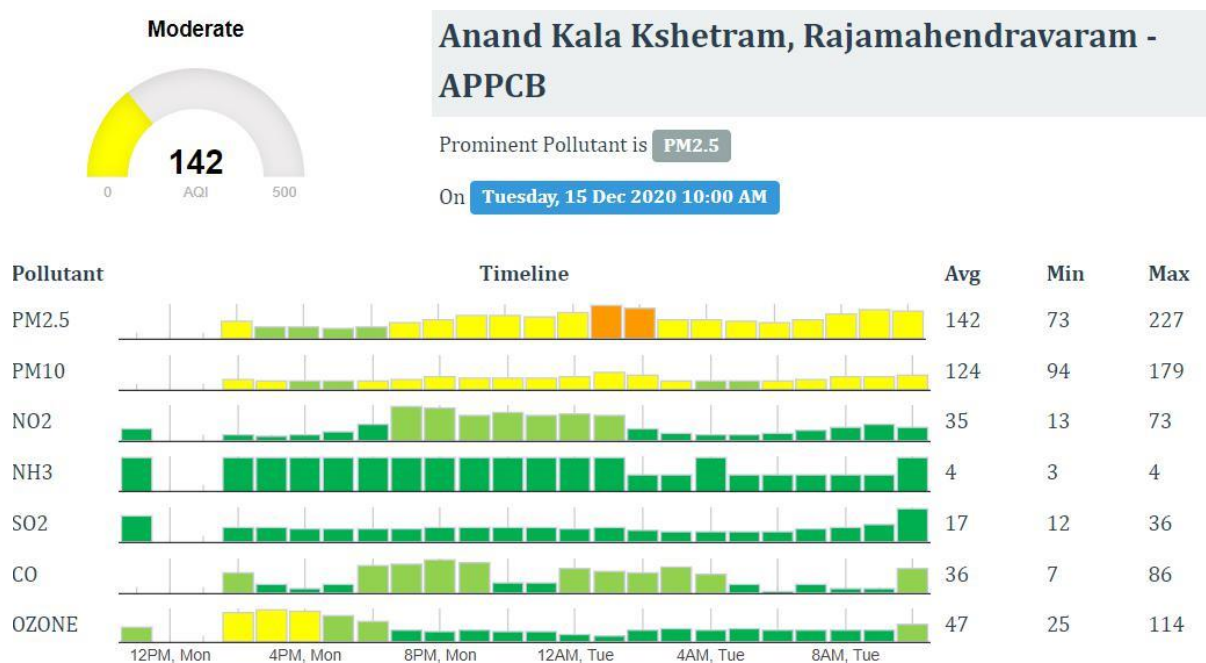 Moderate
142
0 AQI 500
Anand Kala Kshetram, Rajamahendravaram -
APPCB
Prominent Pollutant is PM2.5
On Tuesday, 15 Dec 2020 10:00 AM
Pollutant Timeline Avg Min Max
PM2.5 142 73 227
PM10 124 94 179
NO2 35 13 73
NH3 4 3 4
SO2 17 12 36
CO 36 7 86
OZONE 47 25 114
12PM, Mon 4PM, Mon 8PM, Mon 12AM, Tue 4AM, Tue 8AM, Tue